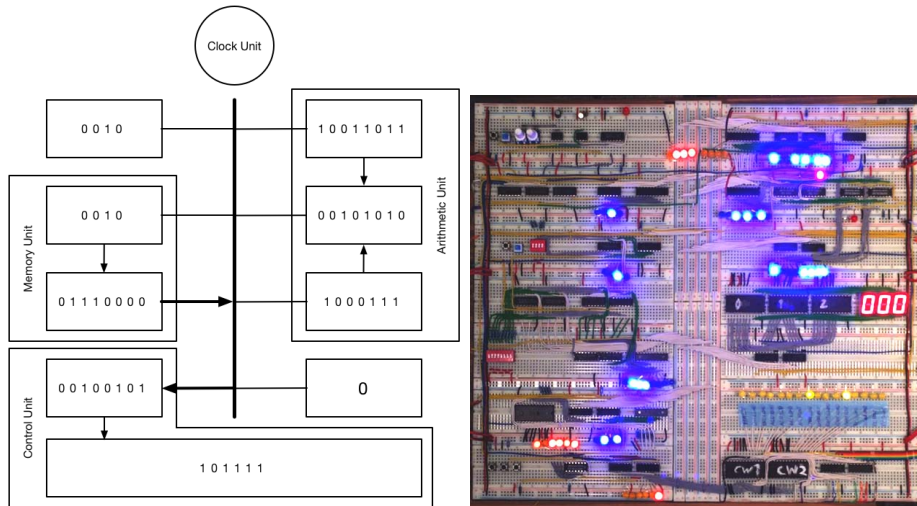 Clock Unit
0 0 1 0
1 0 0 1 1 0 1 1
Memory Unit
0 0 1 0
0 0 1 0 1 0 1 0
Arithmetic Unit
0 1 1 1 0 0 0 0
1 0 0 0 1 1 1
Control Unit
0 0 1 0 0 1 0 1
0
1 0 1 1 1 1
0
1
2
000
CW1
CW2